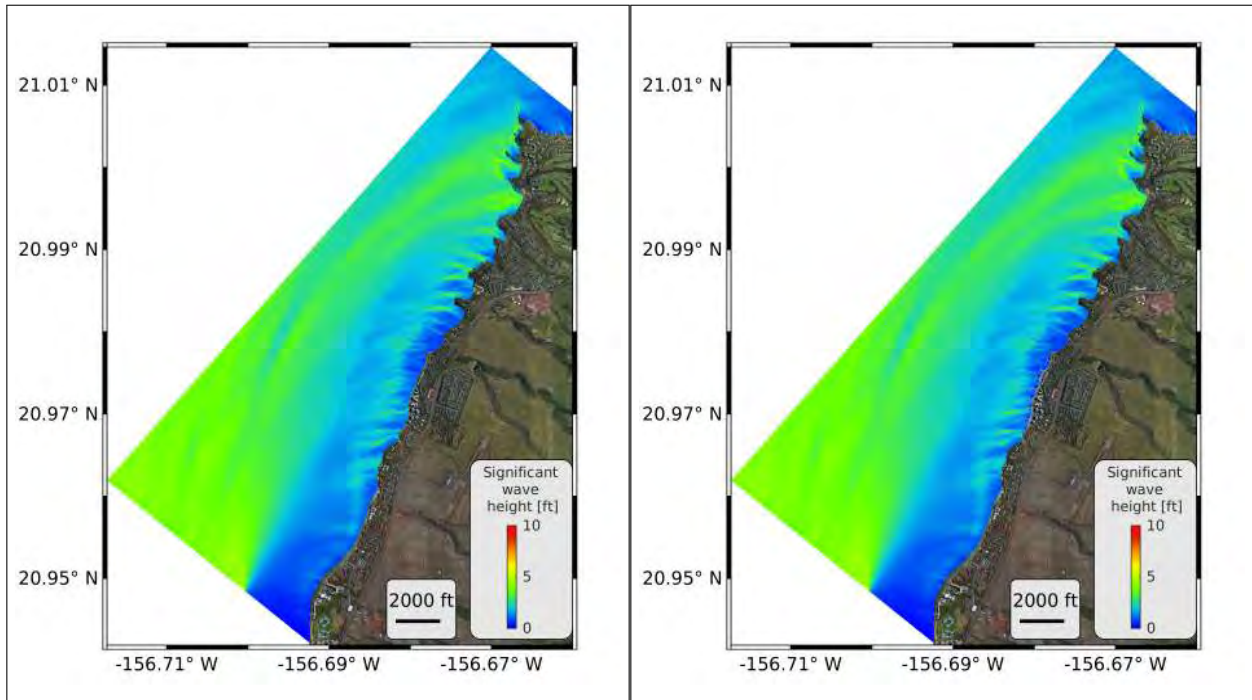 21.01° N
20.99° N
20.97° N
20.95° N
Significant
wave
height [ft]
10
5
0
2000 ft
-156.71° W
-156.69° W
-156.67° W
21.01° N
20.99° N
20.97° N
20.95° N
Significant
wave
height [ft]
10
5
0
2000 ft
-156.71° W
-156.69° W
-156.67° W